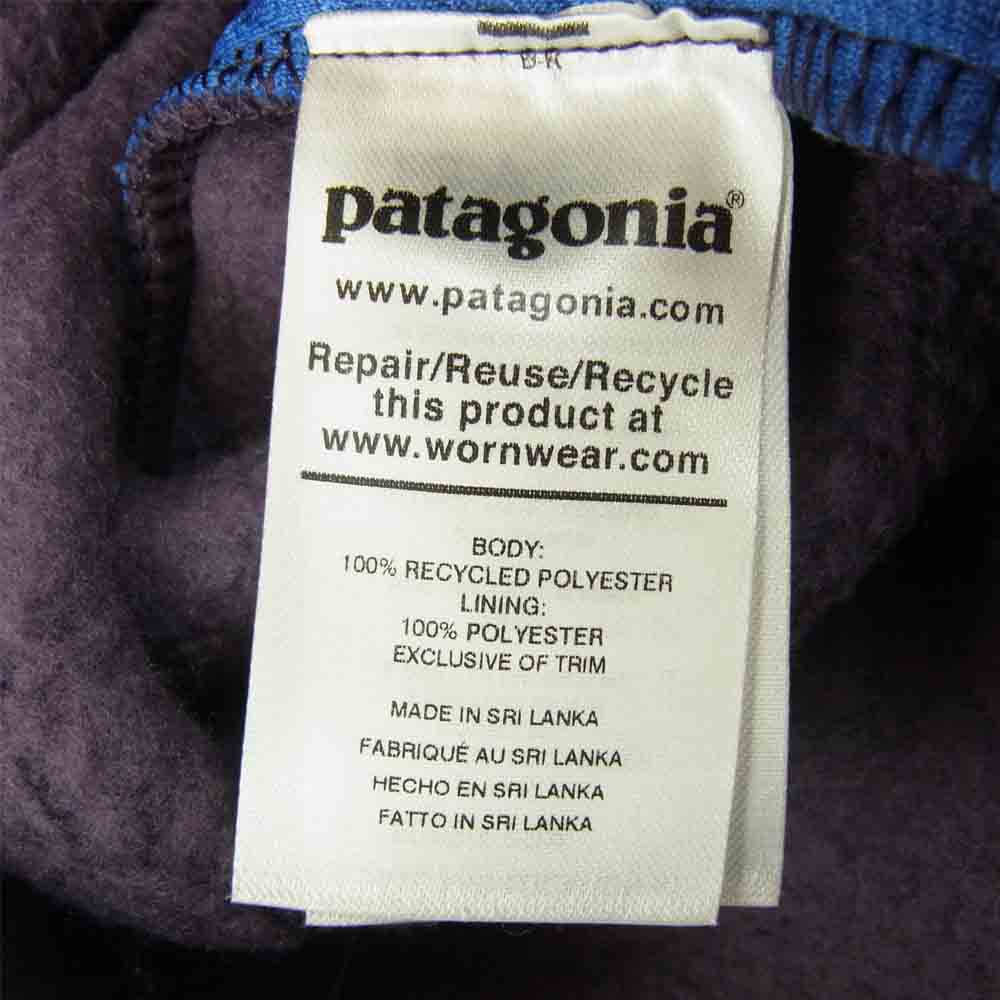 B-R
patagonia®
www.patagonia.com
Repair/Reuse/Recycle
this product at
www.wornwear.com
BODY:
100% RECYCLED POLYESTER
LINING:
100% POLYESTER
EXCLUSIVE OF TRIM
MADE IN SRI LANKA
FABRIQUÉ AU SRI LANKA
HECHO EN SRI LANKA
FATTO IN SRI LANKA